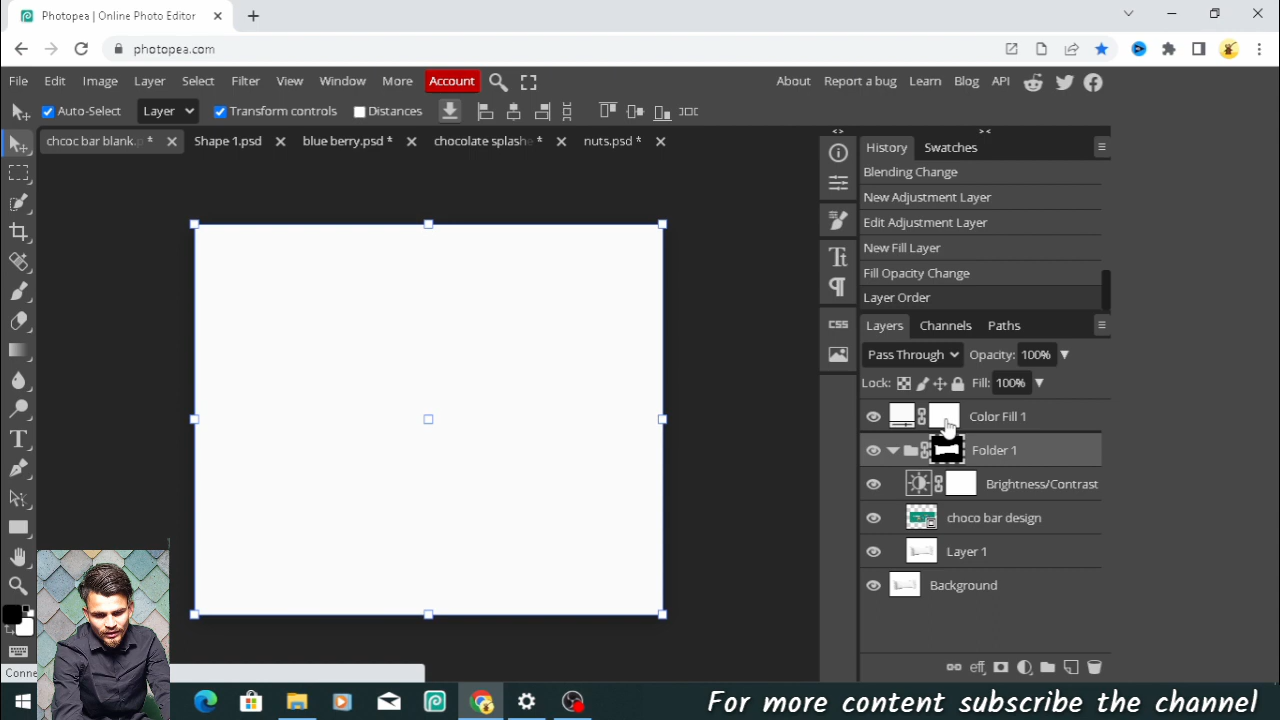 Photopea | Online Photo Editor
photopea.com
File Edit Image Layer Select Filter View Window More Account
About Report a bug Learn Blog API
Auto-Select Layer Transform controls Distances
chcoc bar blank.p * Shape 1.psd blue berry.psd * chocolate splashe * nuts.psd *
History Swatches
Blending Change
New Adjustment Layer
Edit Adjustment Layer
New Fill Layer
Fill Opacity Change
Layer Order
CSS
Layers Channels Paths
Pass Through Opacity: 100%
Lock: Fill: 100%
Color Fill 1
Folder 1
Brightness/Contrast
choco bar design
Layer 1
Background
Conne
eff
For more content subscribe the channel